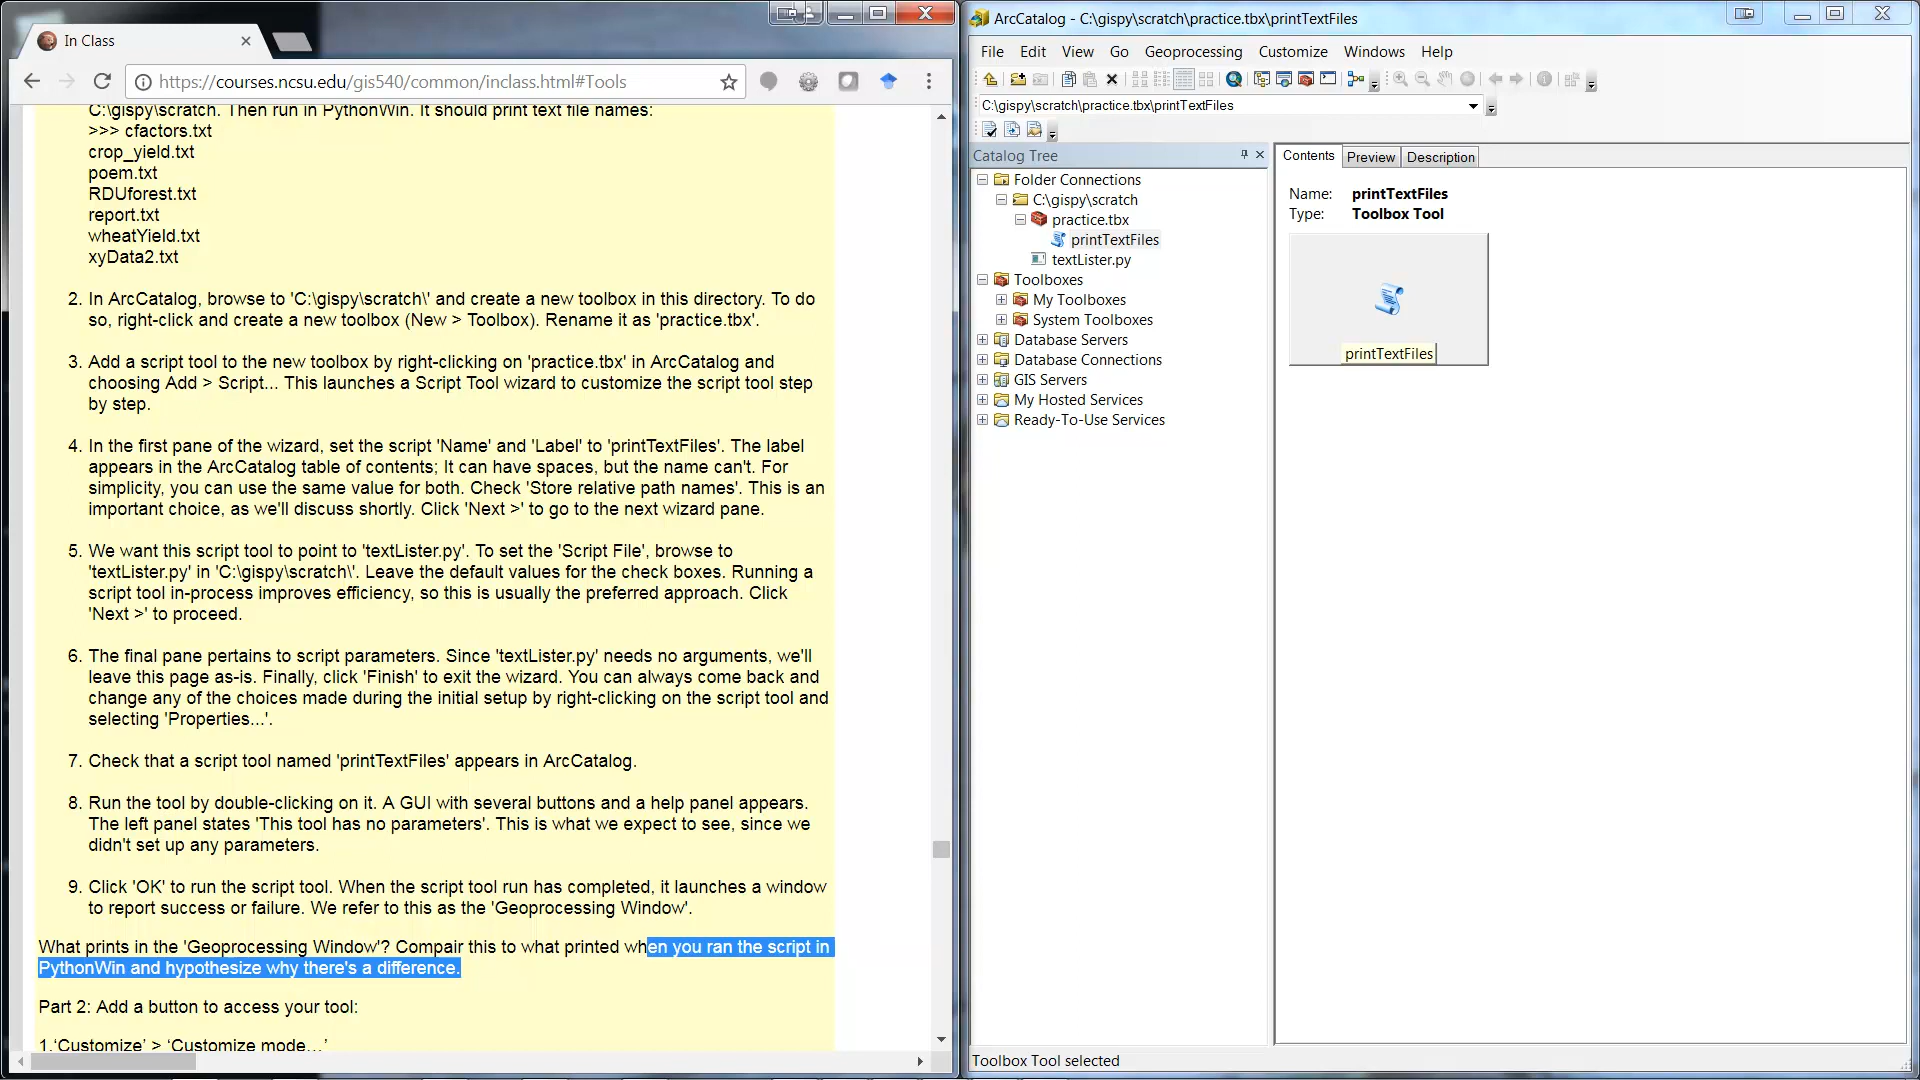 In Class
https://courses.ncsu.edu/gis540/common/inclass.html#Tools
C:\gispy\scratch. Then run in PythonWin. It should print text file names:
>>> cfactors.txt
crop_yield.txt
poem.txt
RDUforest.txt
report.txt
wheatYield.txt
xyData2.txt
2. In ArcCatalog, browse to 'C:\gispy\scratch\' and create a new toolbox in this directory. To do
so, right-click and create a new toolbox (New > Toolbox). Rename it as 'practice.tbx'.
3. Add a script tool to the new toolbox by right-clicking on 'practice.tbx' in ArcCatalog and
choosing Add > Script... This launches a Script Tool wizard to customize the script tool step
by step.
4. In the first pane of the wizard, set the script 'Name' and 'Label' to 'printTextFiles'. The label
appears in the ArcCatalog table of contents; It can have spaces, but the name can't. For
simplicity, you can use the same value for both. Check 'Store relative path names'. This is an
important choice, as we'll discuss shortly. Click 'Next >' to go to the next wizard pane.
5. We want this script tool to point to 'textLister.py'. To set the 'Script File', browse to
'textLister.py' in 'C:\gispy\scratch\'. Leave the default values for the check boxes. Running a
script tool in-process improves efficiency, so this is usually the preferred approach. Click
'Next >' to proceed.
6. The final pane pertains to script parameters. Since 'textLister.py' needs no arguments, we'll
leave this page as-is. Finally, click 'Finish' to exit the wizard. You can always come back and
change any of the choices made during the initial setup by right-clicking on the script tool and
selecting 'Properties...'.
7. Check that a script tool named 'printTextFiles' appears in ArcCatalog.
8. Run the tool by double-clicking on it. A GUI with several buttons and a help panel appears.
The left panel states 'This tool has no parameters'. This is what we expect to see, since we
didn't set up any parameters.
9. Click 'OK' to run the script tool. When the script tool run has completed, it launches a window
to report success or failure. We refer to this as the 'Geoprocessing Window'.
What prints in the 'Geoprocessing Window'? Compair this to what printed when you ran the script in
PythonWin and hypothesize why there's a difference.
Part 2: Add a button to access your tool:
1.‘Customize’ > ‘Customize mode...’
ArcCatalog - C:\gispy\scratch\practice.tbx\printTextFiles
File Edit View Go Geoprocessing Customize Windows Help
C:\gispy\scratch\practice.tbx\printTextFiles
Catalog Tree
Folder Connections
C:\gispy\scratch
practice.tbx
printTextFiles
textLister.py
Toolboxes
My Toolboxes
System Toolboxes
Database Servers
Database Connections
GIS Servers
My Hosted Services
Ready-To-Use Services
Contents Preview Description
Name: printTextFiles
Type: Toolbox Tool
printTextFiles
Toolbox Tool selected